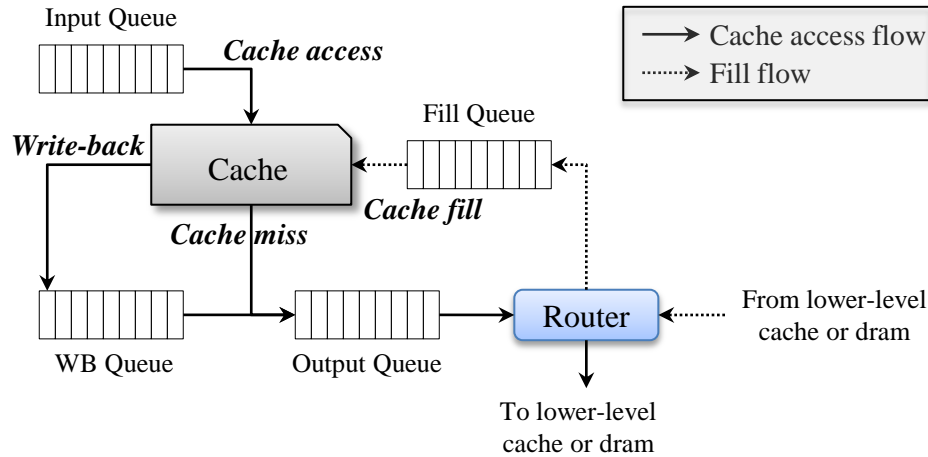 Input Queue
Cache access
Cache access flow
Fill flow
Fill Queue
Write-back
Cache
Cache fill
Cache miss
Router
From lower-level
cache or dram
WB Queue
Output Queue
To lower-level
cache or dram